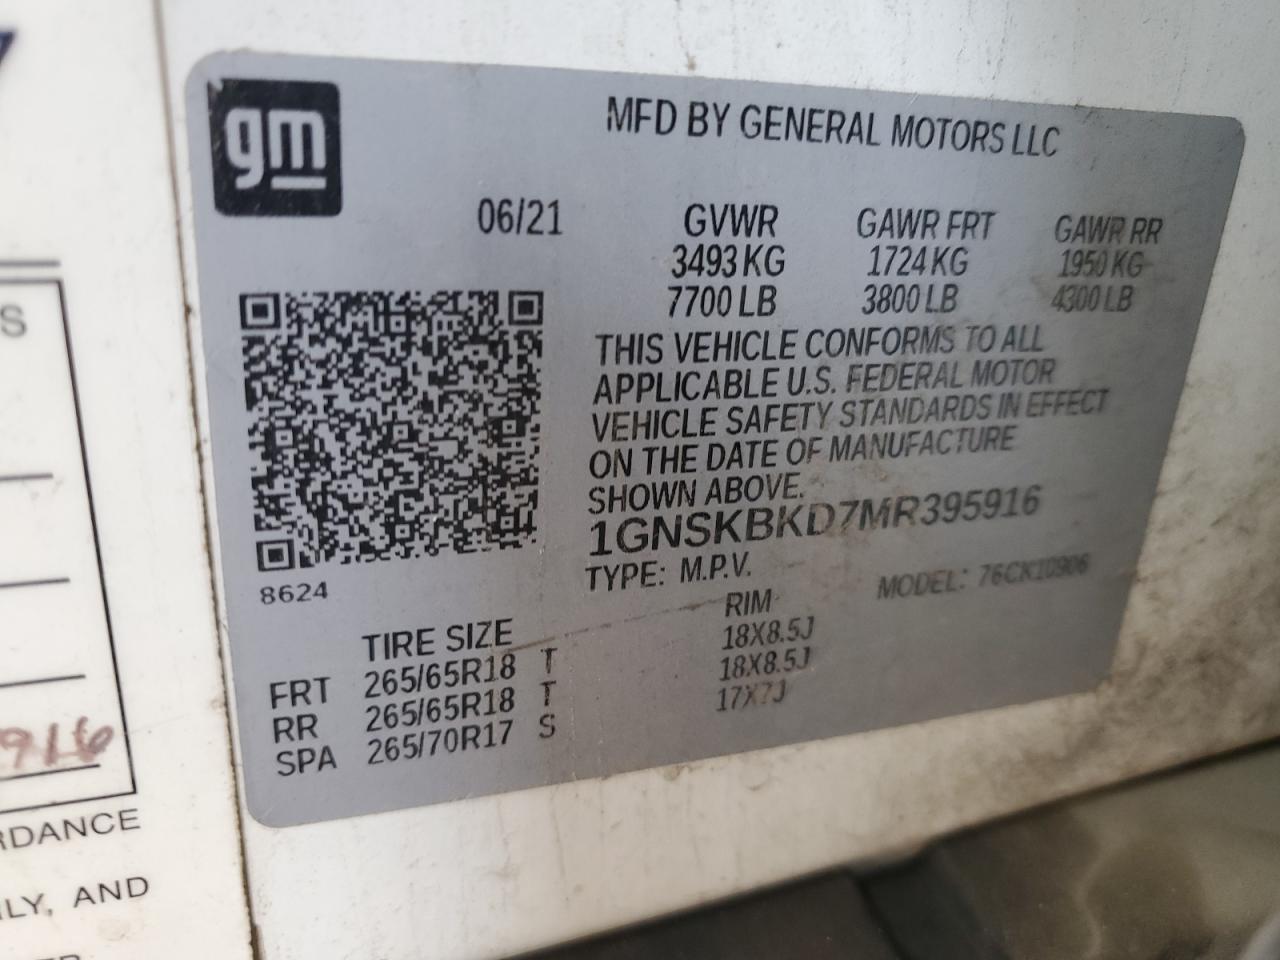 gm
MFD BY GENERAL MOTORS LLC
06/21 GVWR GAWR FRT GAWR RR
3493 KG 1724 KG 1950 KG
7700 LB 3800 LB 4300 LB
THIS VEHICLE CONFORMS TO ALL
APPLICABLE U.S. FEDERAL MOTOR
VEHICLE SAFETY STANDARDS IN EFFECT
ON THE DATE OF MANUFACTURE
SHOWN ABOVE.
1GNSKBKD7MR395916
TYPE: M.P.V. MODEL: 76CK10906
8624
TIRE SIZE RIM
FRT 265/65R18 T 18X8.5J
RR 265/65R18 T 18X8.5J
SPA 265/70R17 S 17X7J
S
916
RDANCE
ILY, AND